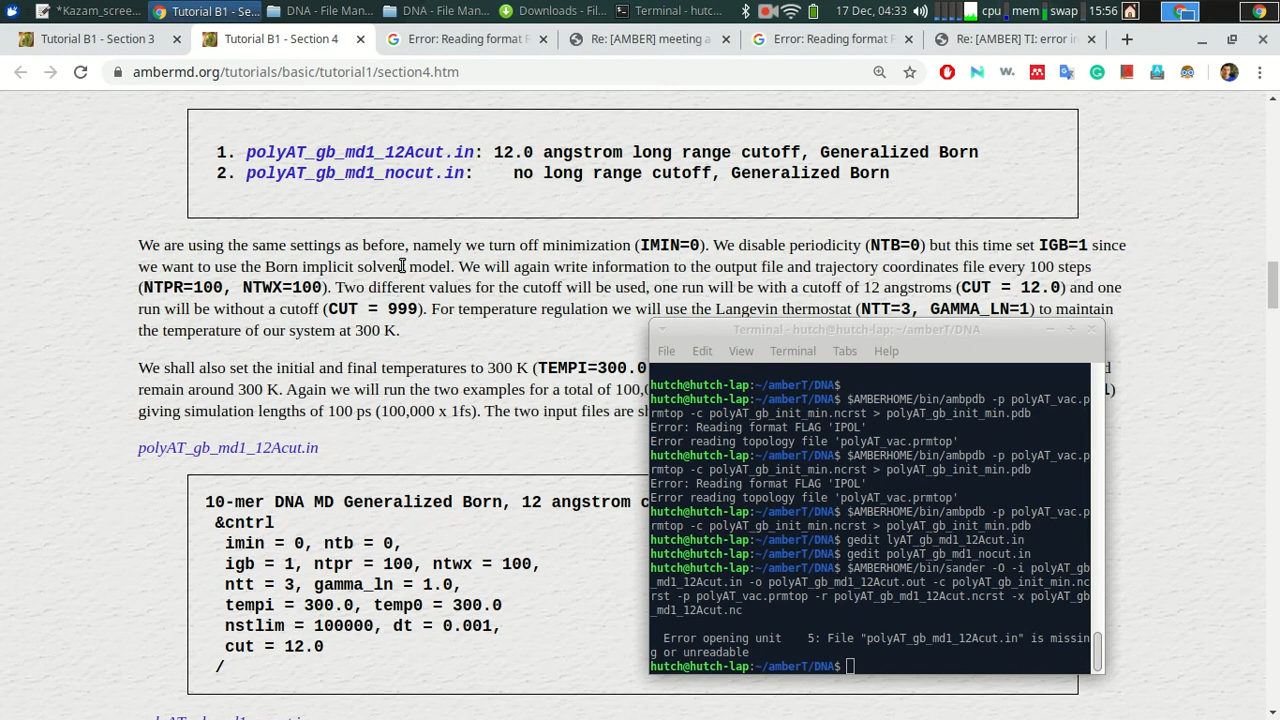 *Kazam_scree...
Tutorial B1 - Se...
DNA - File Man...
DNA - File Man...
Downloads - Fil...
Terminal - hutc...
17 Dec, 04:33
cpu
mem
swap
15:56
Tutorial B1 - Section 3
Tutorial B1 - Section 4
Error: Reading format F
Re: [AMBER] meeting a
Error: Reading format F
Re: [AMBER] TI: error in
ambermd.org/tutorials/basic/tutorial1/section4.htm
1. polyAT_gb_md1_12Acut.in: 12.0 angstrom long range cutoff, Generalized Born
2. polyAT_gb_md1_nocut.in: no long range cutoff, Generalized Born
We are using the same settings as before, namely we turn off minimization (IMIN=0). We disable periodicity (NTB=0) but this time set IGB=1 since
we want to use the Born implicit solvent model. We will again write information to the output file and trajectory coordinates file every 100 steps
(NTPR=100, NTWX=100). Two different values for the cutoff will be used, one run will be with a cutoff of 12 angstroms (CUT = 12.0) and one
run will be without a cutoff (CUT = 999). For temperature regulation we will use the Langevin thermostat (NTT=3, GAMMA_LN=1) to maintain
the temperature of our system at 300 K.
We shall also set the initial and final temperatures to 300 K (TEMPI=300.0
remain around 300 K. Again we will run the two examples for a total of 100,
giving simulation lengths of 100 ps (100,000 x 1fs). The two input files are sh
polyAT_gb_md1_12Acut.in
10-mer DNA MD Generalized Born, 12 angstrom c
&cntrl
imin = 0, ntb = 0,
igb = 1, ntpr = 100, ntwx = 100,
ntt = 3, gamma_ln = 1.0,
tempi = 300.0, temp0 = 300.0
nstlim = 100000, dt = 0.001,
cut = 12.0
/
Terminal - hutch@hutch-lap:~/amberT/DNA
File Edit View Terminal Tabs Help
hutch@hutch-lap:~/amberT/DNA$
hutch@hutch-lap:~/amberT/DNA$ $AMBERHOME/bin/ambpdb -p polyAT_vac.p
rmtop -c polyAT_gb_init_min.ncrst > polyAT_gb_init_min.pdb
Error: Reading format FLAG 'IPOL'
Error reading topology file 'polyAT_vac.prmtop'
hutch@hutch-lap:~/amberT/DNA$ $AMBERHOME/bin/ambpdb -p polyAT_vac.p
rmtop -c polyAT_gb_init_min.ncrst > polyAT_gb_init_min.pdb
Error: Reading format FLAG 'IPOL'
Error reading topology file 'polyAT_vac.prmtop'
hutch@hutch-lap:~/amberT/DNA$ $AMBERHOME/bin/ambpdb -p polyAT_vac.p
rmtop -c polyAT_gb_init_min.ncrst > polyAT_gb_init_min.pdb
hutch@hutch-lap:~/amberT/DNA$ gedit lyAT_gb_md1_12Acut.in
hutch@hutch-lap:~/amberT/DNA$ gedit polyAT_gb_md1_nocut.in
hutch@hutch-lap:~/amberT/DNA$ $AMBERHOME/bin/sander -O -i polyAT_gb
_md1_12Acut.in -o polyAT_gb_md1_12Acut.out -c polyAT_gb_init_min.nc
rst -p polyAT_vac.prmtop -r polyAT_gb_md1_12Acut.ncrst -x polyAT_gb
_md1_12Acut.nc
Error opening unit 5: File "polyAT_gb_md1_12Acut.in" is missin
g or unreadable
hutch@hutch-lap:~/amberT/DNA$